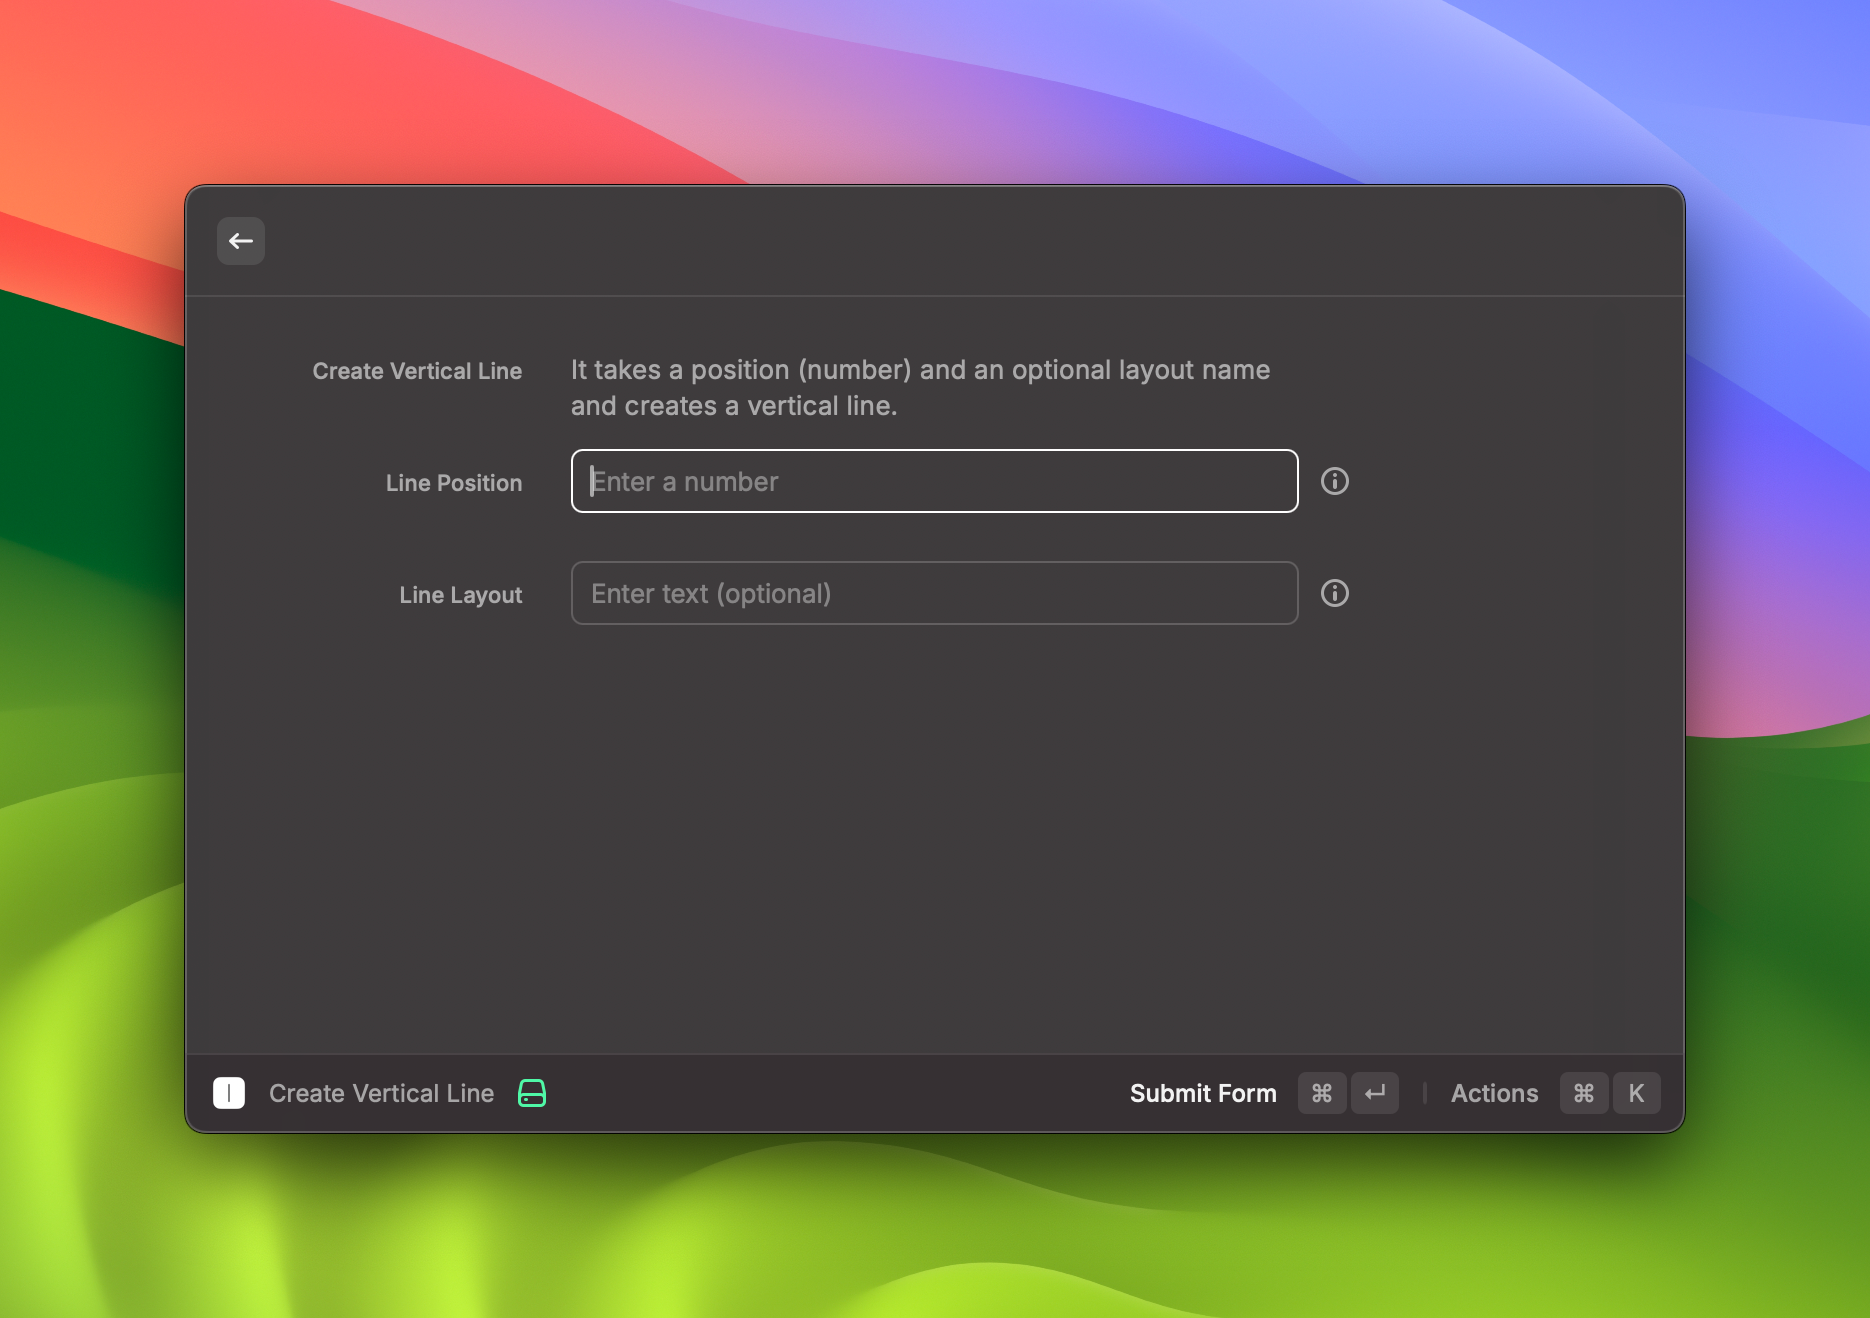 Create Vertical Line
It takes a position (number) and an optional layout name
and creates a vertical line.
Line Position
Enter a number
Line Layout
Enter text (optional)
Create Vertical Line
Submit Form ⌘ ↵ Actions ⌘ K